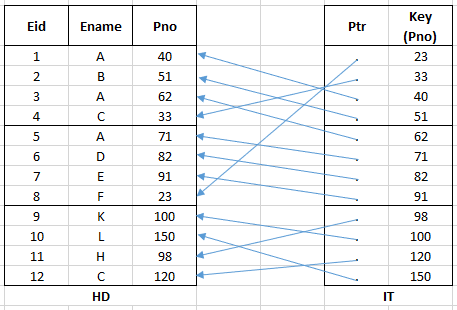 Eid Ename Pno Ptr Key (Pno)
1 A 40 23
2 B 51 33
3 A 62 40
4 C 33 51
5 A 71 62
6 D 82 71
7 E 91 82
8 F 23 91
9 K 100 98
10 L 150 100
11 H 98 120
12 C 120 150
HD IT